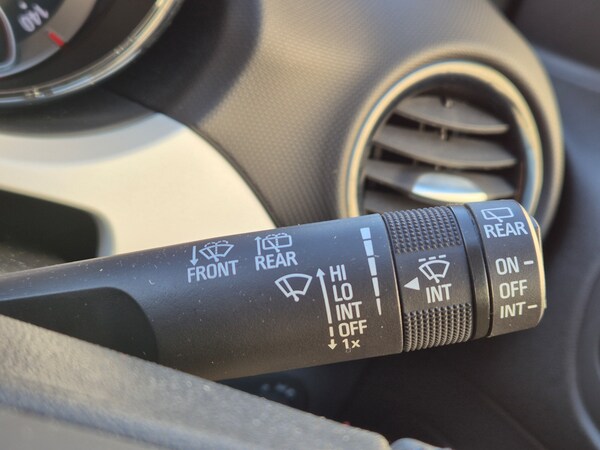 140
FRONT
REAR
HI
LO
INT
OFF
1x
INT
REAR
ON
OFF
INT